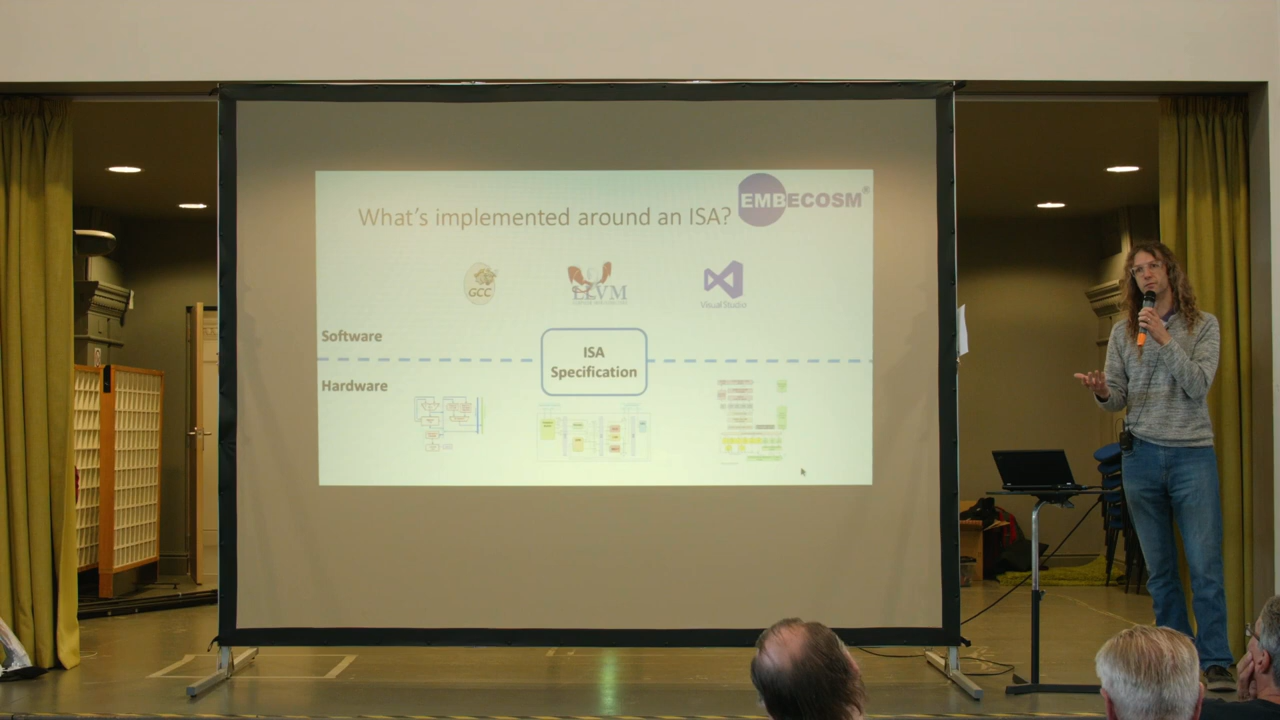 What's implemented around an ISA?
EMBECOSM®
GCC
LLVM
Visual Studio
Software
ISA
Specification
Hardware